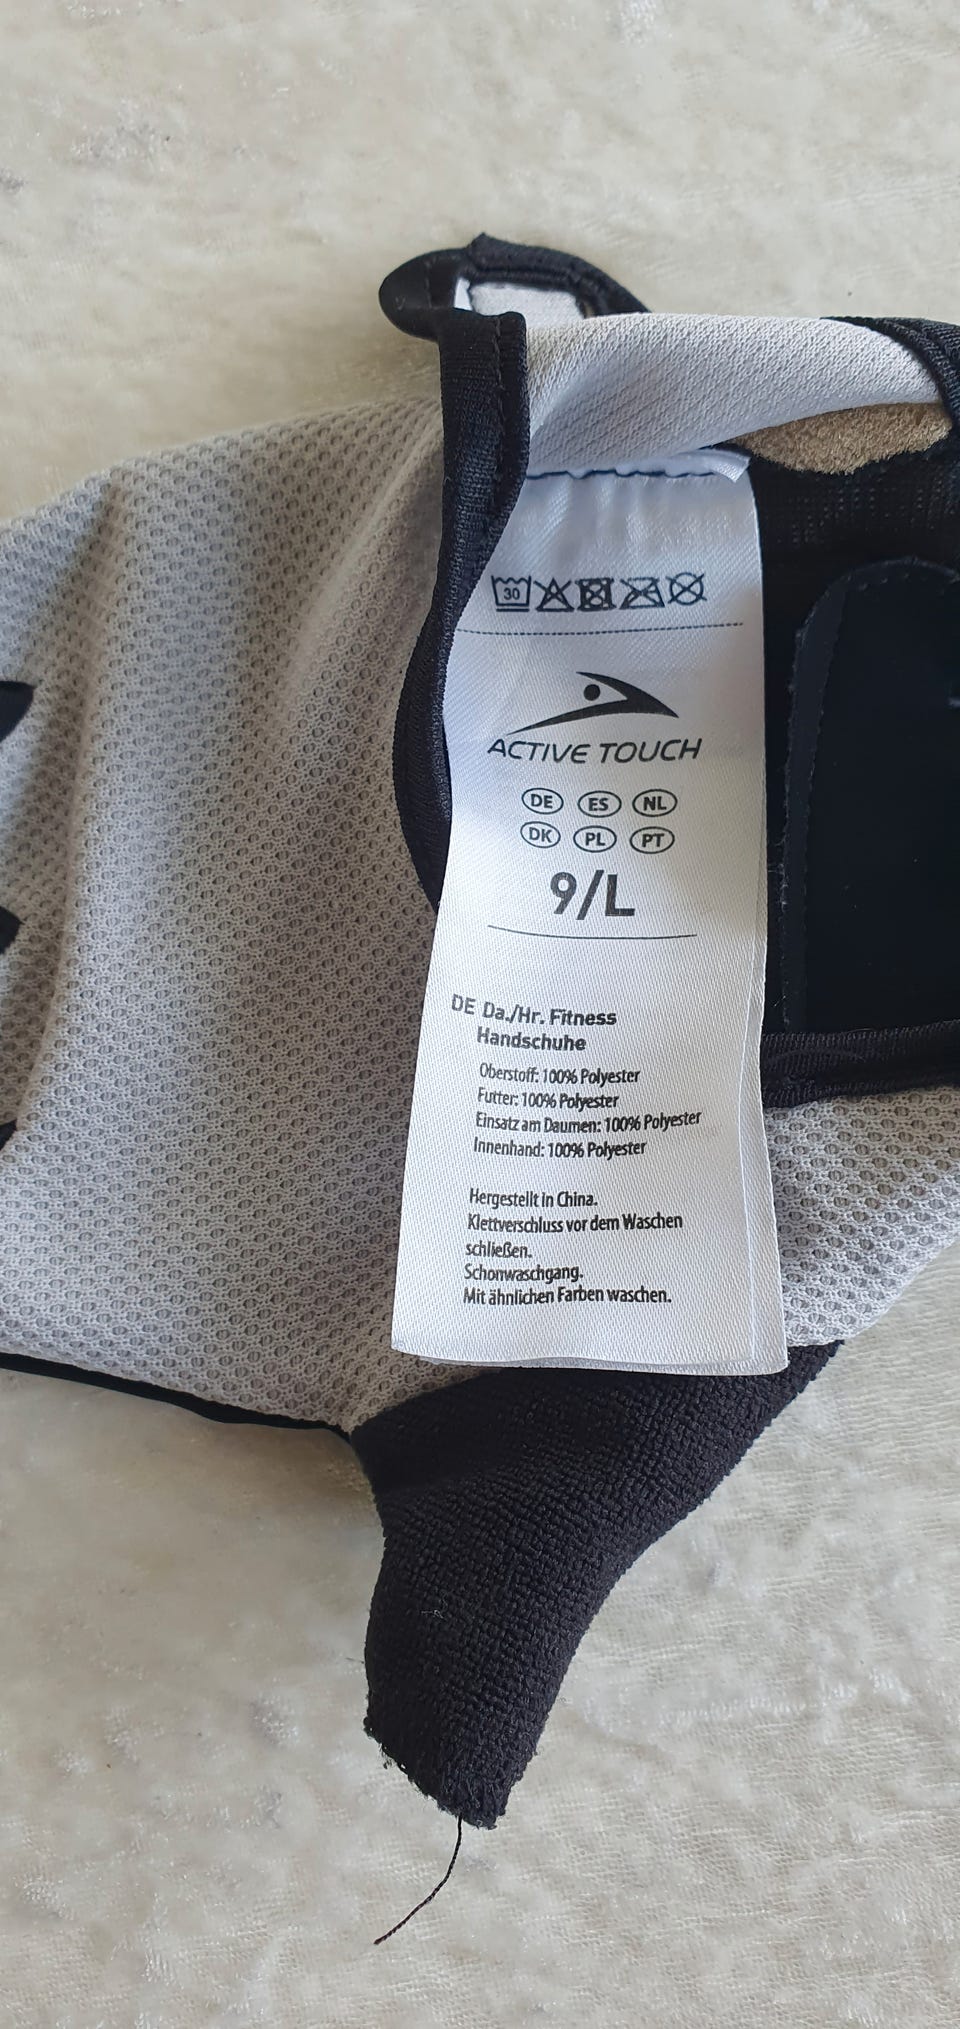 30
ACTIVE TOUCH
DE ES NL
DK PL PT
9/L
DE Da./Hr. Fitness
Handschuhe
Oberstoff: 100% Polyester
Futter: 100% Polyester
Einsatz am Daumen: 100% Polyester
Innenhand: 100% Polyester
Hergestellt in China.
Klettverschluss vor dem Waschen
schließen.
Schonwaschgang.
Mit ähnlichen Farben waschen.